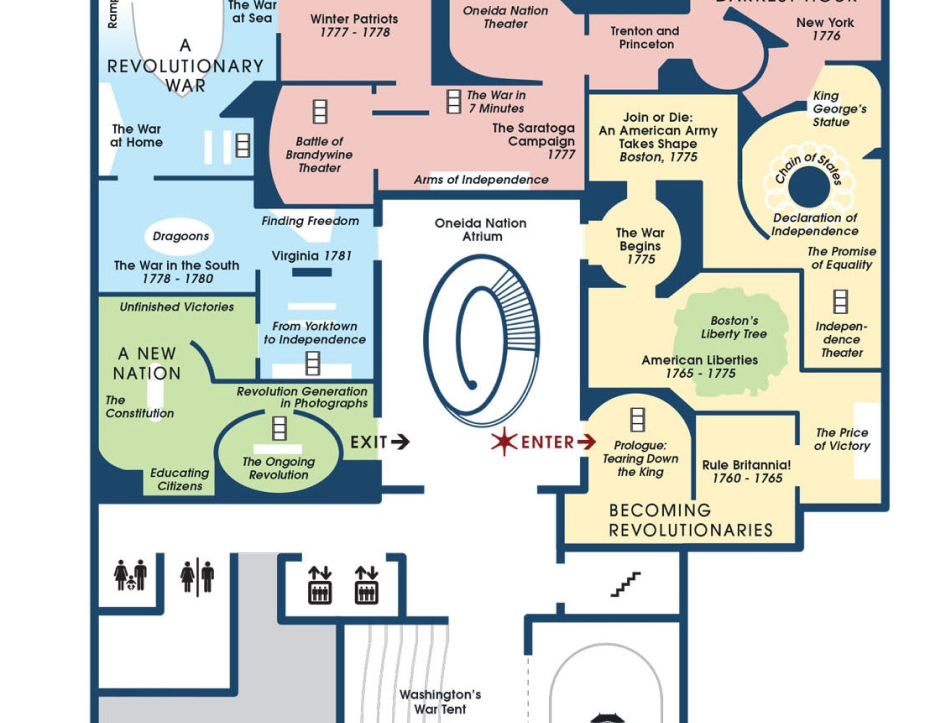 Ramp
The War
at Sea
A
REVOLUTIONARY
WAR
The War
at Home
Winter Patriots
1777 - 1778
Oneida Nation
Theater
Trenton and
Princeton
New York
1776
The War in
7 Minutes
Battle of
Brandywine
Theater
The Saratoga
Campaign
1777
Arms of Independence
Join or Die:
An American Army
Takes Shape
Boston, 1775
King
George's
Statue
Chain of States
Declaration of
Independence
The Promise
of Equality
Indepen-
dence
Theater
Dragoons
The War in the South
1778 - 1780
Finding Freedom
Virginia 1781
From Yorktown
to Independence
Oneida Nation
Atrium
The War
Begins
1775
Boston's
Liberty Tree
American Liberties
1765 - 1775
Unfinished Victories
A NEW
NATION
The
Constitution
Revolution Generation
in Photographs
The Ongoing
Revolution
Educating
Citizens
EXIT
ENTER
Prologue:
Tearing Down
the King
Rule Britannia!
1760 - 1765
The Price
of Victory
BECOMING
REVOLUTIONARIES
Washington's
War Tent